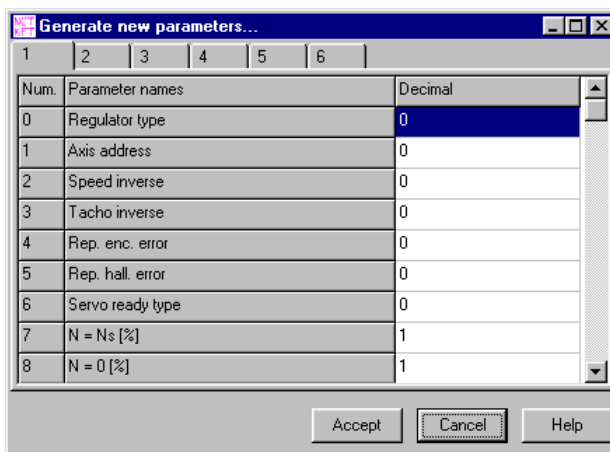 NCT KPT Generate new parameters...
1 2 3 4 5 6
Num. Parameter names Decimal
0 Regulator type 0
1 Axis address 0
2 Speed inverse 0
3 Tacho inverse 0
4 Rep. enc. error 0
5 Rep. hall. error 0
6 Servo ready type 0
7 N = Ns [%] 1
8 N = 0 [%] 1
Accept Cancel Help